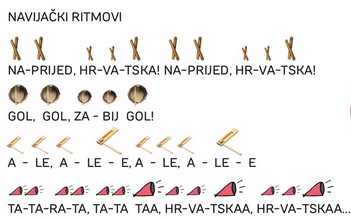 NAVIJAČKI RITMOVI
NA-PRIJED, HR-VA-TSKA! NA-PRIJED, HR-VA-TSKA!
GOL, GOL, ZA - BIJ GOL!
A - LE, A - LE - E, A - LE, A - LE - E
TA-TA-RA-TA, TA-TA TAA, HR-VA-TSKAA, HR-VA-TSKAA...